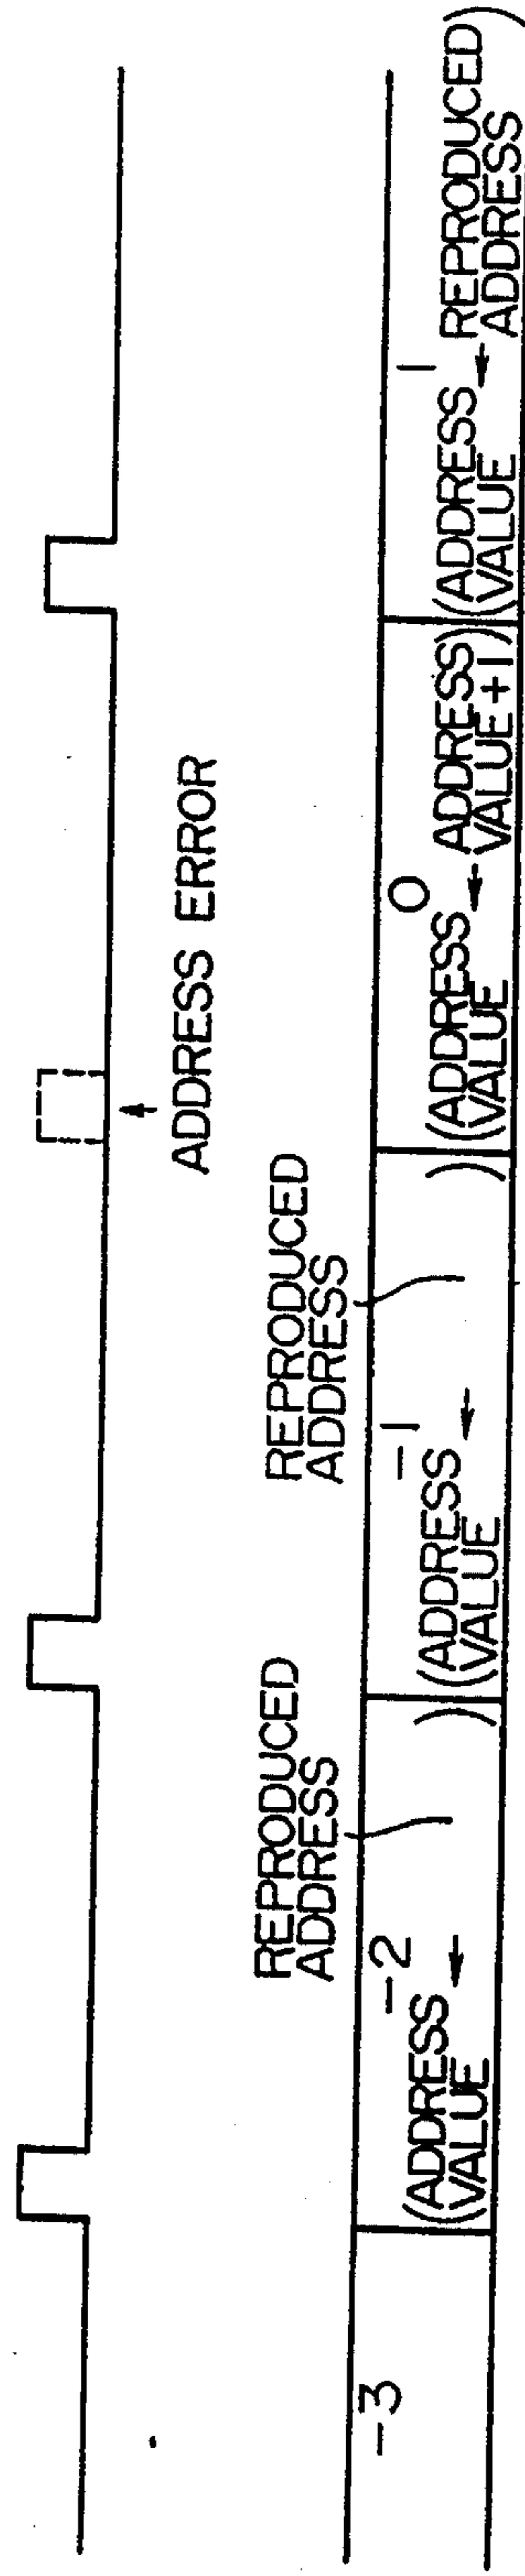 ADDRESS ERROR
REPRODUCED
ADDRESS
REPRODUCED
ADDRESS
-3
-2
-1
0
1
(ADDRESS
VALUE ← )
(ADDRESS
VALUE ← )
(ADDRESS ← ADDRESS
VALUE VALUE+1)
(ADDRESS ← REPRODUCED
VALUE ADDRESS)